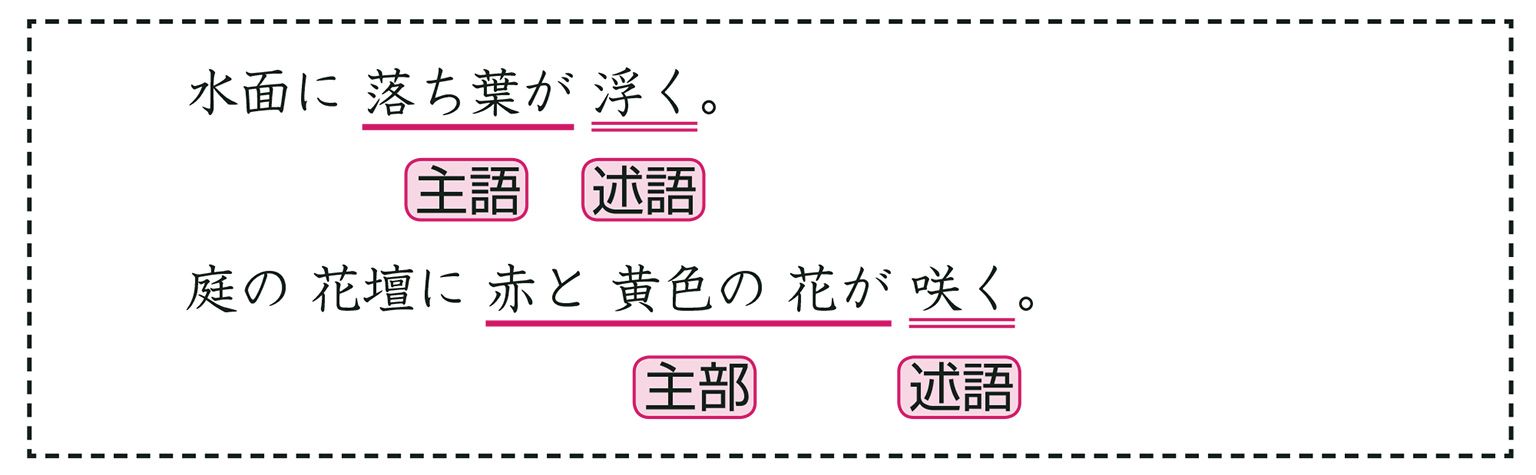 水面に 落ち葉が 浮く。
主語 述語
庭の 花壇に 赤と 黄色の 花が 咲く。
主部 述語